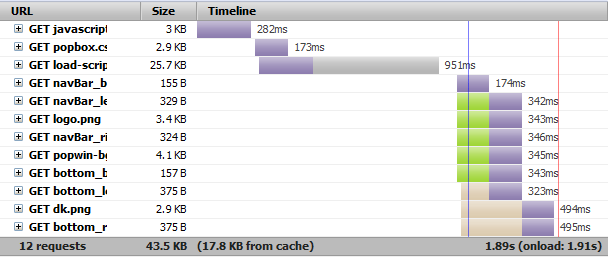 URL Size Timeline
GET javascript 3 KB 282ms
GET popbox.cs 2.9 KB 173ms
GET load-scrip 25.7 KB 951ms
GET navBar_b 155 B 174ms
GET navBar_le 329 B 342ms
GET logo.png 3.4 KB 343ms
GET navBar_ri 324 B 346ms
GET popwin-bg 4.1 KB 345ms
GET bottom_b 157 B 343ms
GET bottom_le 375 B 323ms
GET dk.png 2.9 KB 494ms
GET bottom_r 375 B 495ms
12 requests 43.5 KB (17.8 KB from cache) 1.89s (onload: 1.91s)